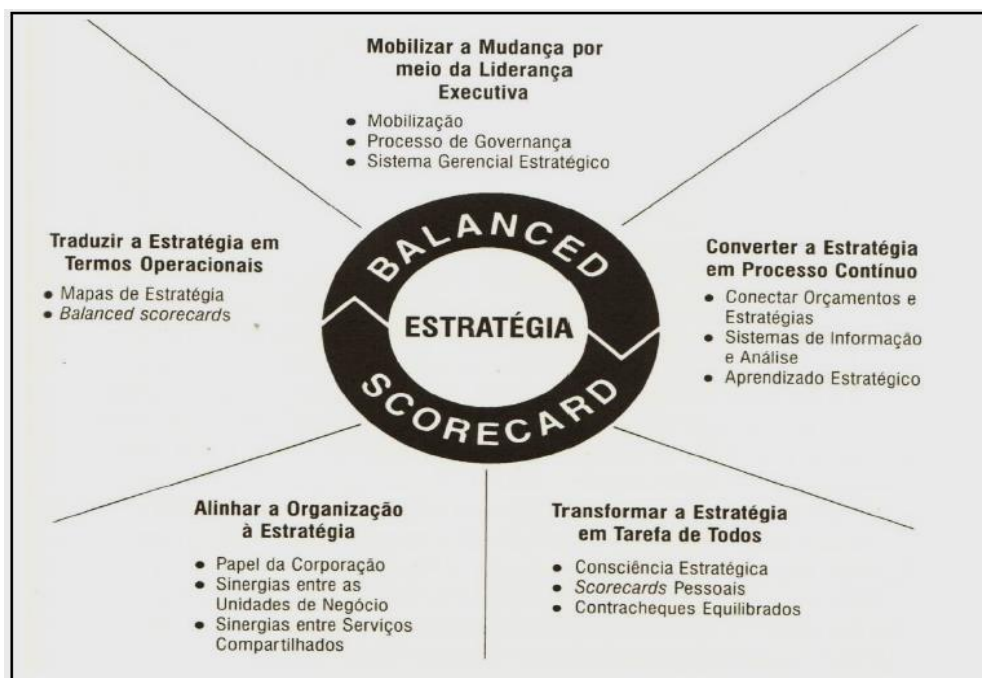 Mobilizar a Mudança por
meio da Liderança
Executiva
● Mobilização
● Processo de Governança
● Sistema Gerencial Estratégico
Traduzir a Estratégia em
Termos Operacionais
● Mapas de Estratégia
● Balanced scorecards
BALANCED
ESTRATÉGIA
SCORECARD
Converter a Estratégia
em Processo Contínuo
● Conectar Orçamentos e
Estratégias
● Sistemas de Informação
e Análise
● Aprendizado Estratégico
Alinhar a Organização
à Estratégia
● Papel da Corporação
● Sinergias entre as
Unidades de Negócio
● Sinergias entre Serviços
Compartilhados
Transformar a Estratégia
em Tarefa de Todos
● Consciência Estratégica
● Scorecards Pessoais
● Contracheques Equilibrados